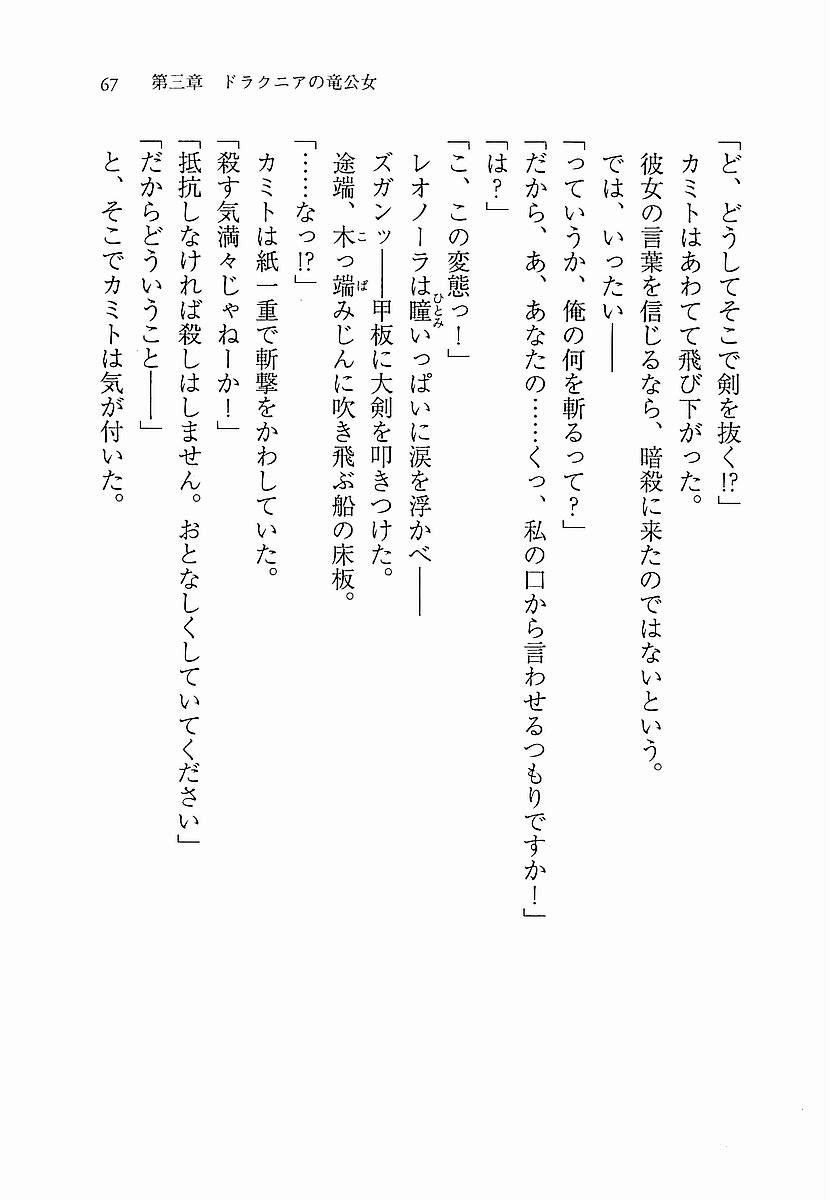 67　第三章　ドラクニアの竜公女
「ど、どうしてそこで剣を抜く!?」
カミトはあわてて飛び下がった。
彼女の言葉を信じるなら、暗殺に来たのではないという。
では、いったい――
「っていうか、俺の何を斬るって?」
「だから、あ、あなたの……くっ、私の口から言わせるつもりですか!」
「は?」
「こ、この変態っ!」
レオノーラは瞳いっぱいに涙を浮かべ――
ズガンッ――甲板に大剣を叩きつけた。
途端、木っ端みじんに吹き飛ぶ船の床板。
「……なっ!?」
カミトは紙一重で斬撃をかわしていた。
「殺す気満々じゃねーか!」
「抵抗しなければ殺しはしません。おとなしくしていてください」
「だからどういうこと――」
と、そこでカミトは気が付いた。